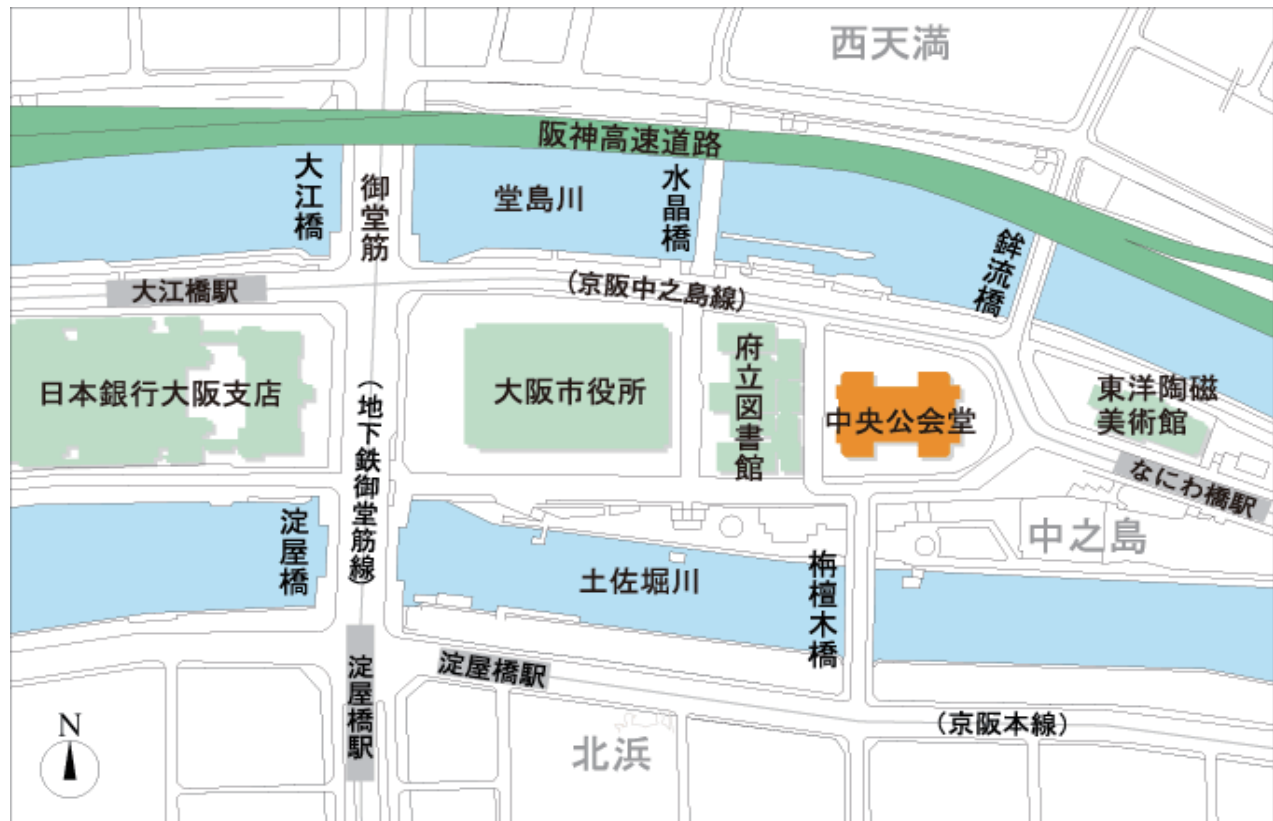 西天満
阪神高速道路
大江橋
御堂筋
堂島川
水晶橋
鉾流橋
大江橋駅
(京阪中之島線)
日本銀行大阪支店
(地下鉄御堂筋線)
大阪市役所
府立図書館
中央公会堂
東洋陶磁
美術館
なにわ橋駅
淀屋橋
土佐堀川
栴檀木橋
中之島
淀屋橋駅
淀屋橋駅
(京阪本線)
北浜
N